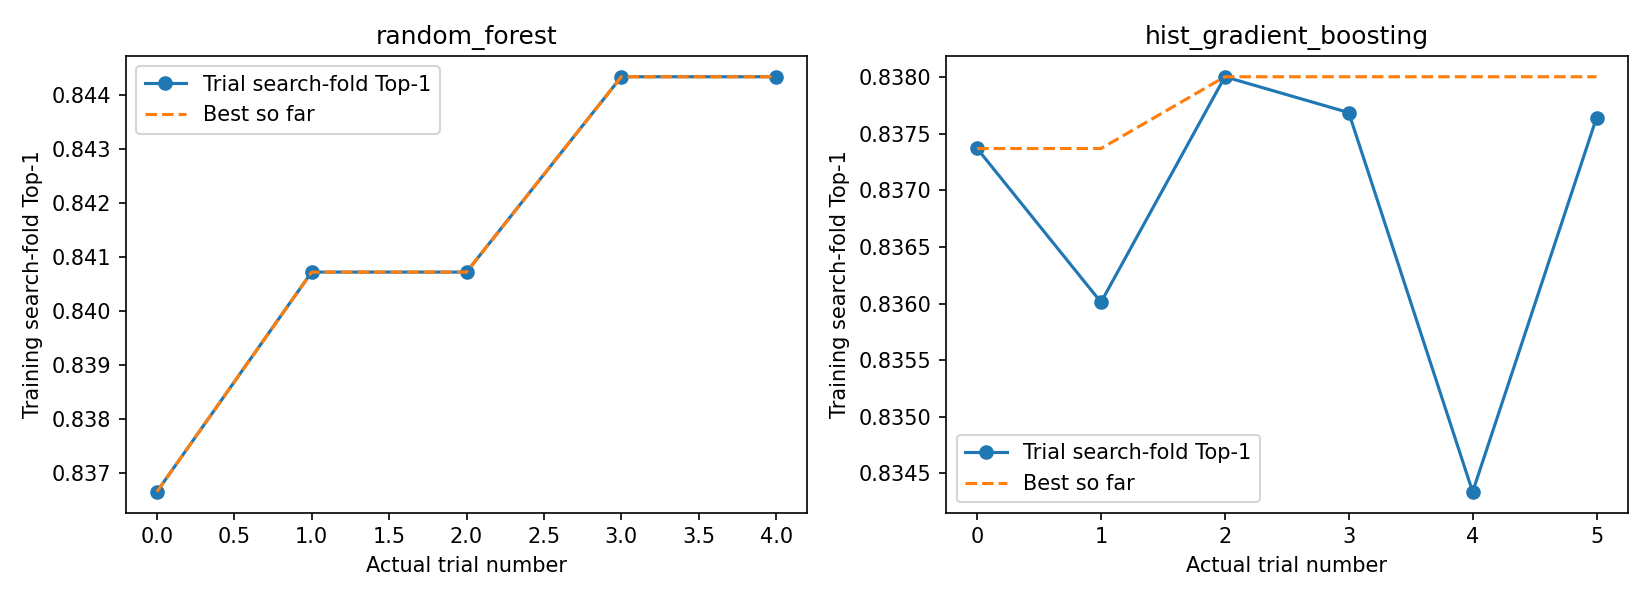 random_forest
Trial search-fold Top-1
Best so far
Training search-fold Top-1
0.844
0.843
0.842
0.841
0.840
0.839
0.838
0.837
0.0 0.5 1.0 1.5 2.0 2.5 3.0 3.5 4.0
Actual trial number
hist_gradient_boosting
Training search-fold Top-1
0.8380
0.8375
0.8370
0.8365
0.8360
0.8355
0.8350
0.8345
Trial search-fold Top-1
Best so far
0 1 2 3 4 5
Actual trial number